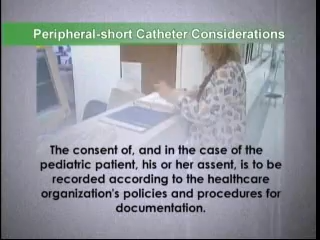 Peripheral-short Catheter Considerations
The consent of, and in the case of the
pediatric patient, his or her assent, is to be
recorded according to the healthcare
organization's policies and procedures for
documentation.